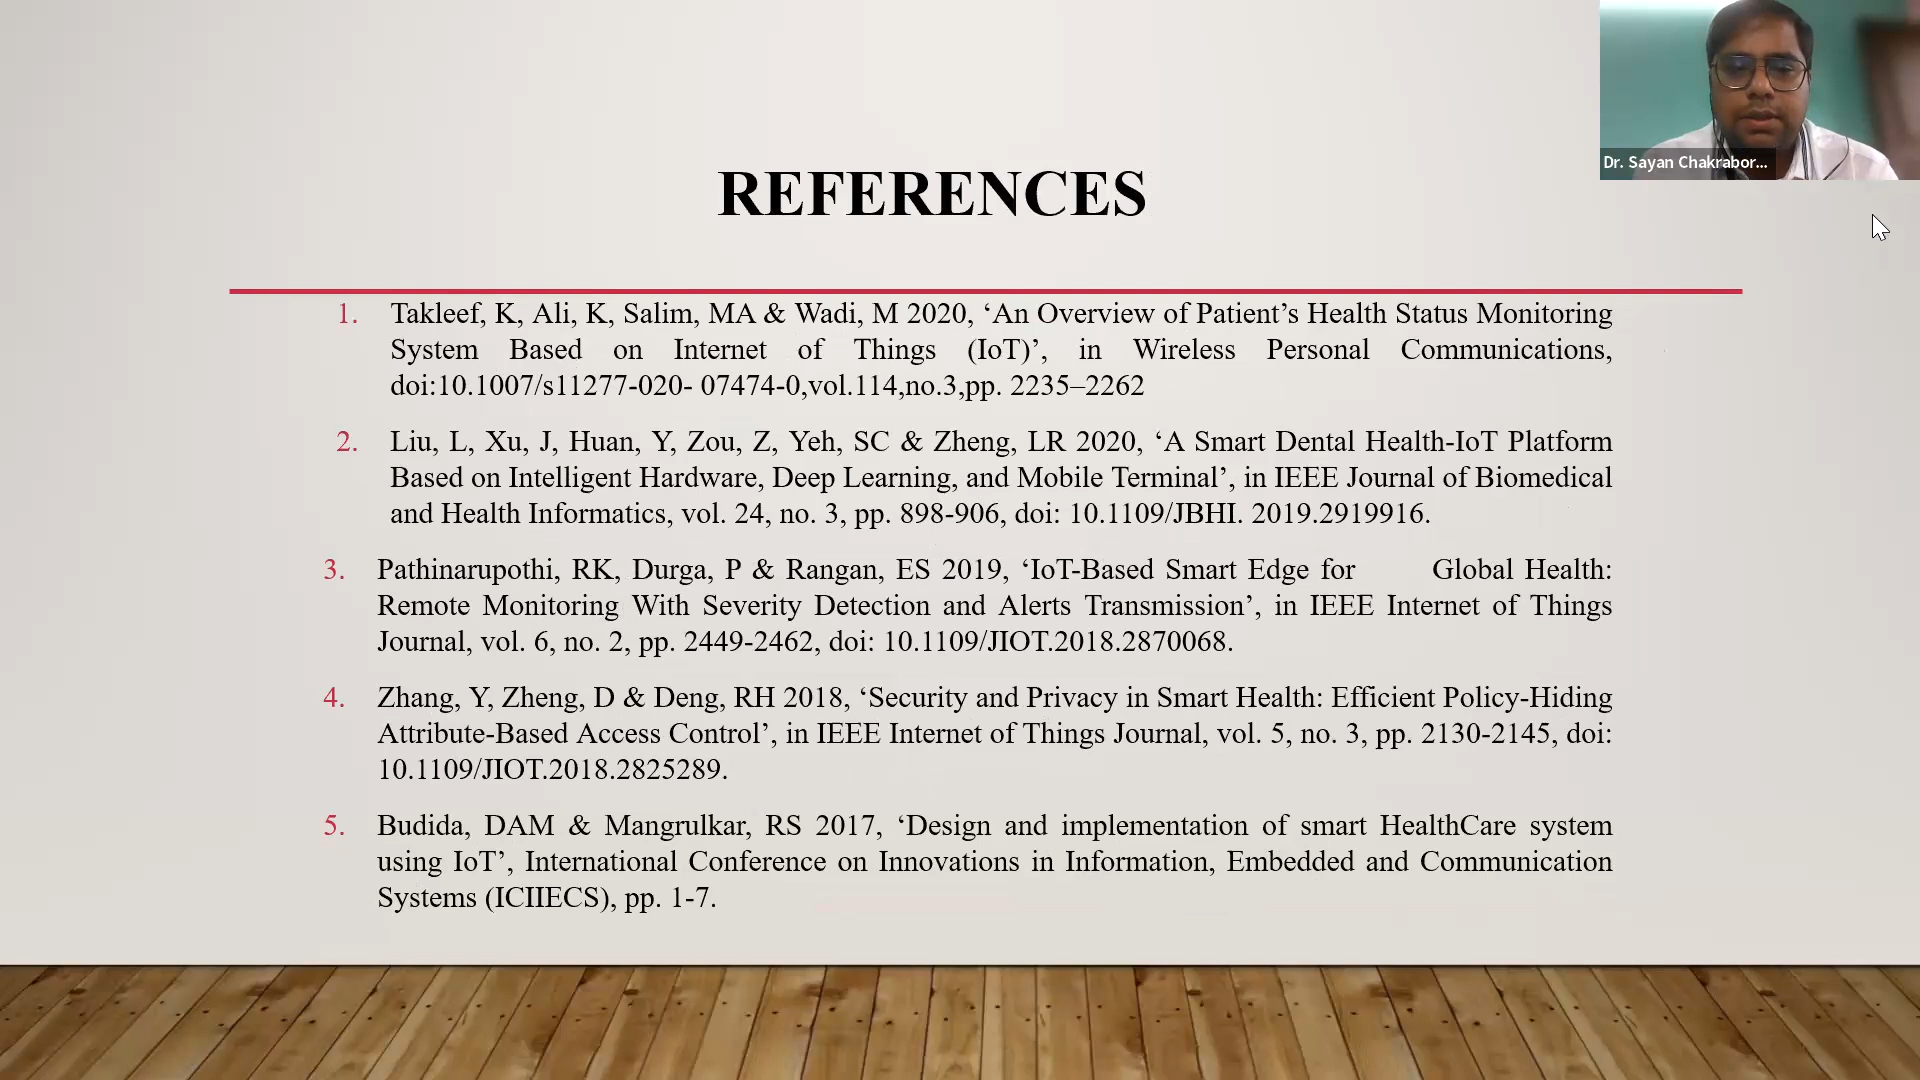 Dr. Sayan Chakrabor...
REFERENCES
1. Takleef, K, Ali, K, Salim, MA & Wadi, M 2020, ‘An Overview of Patient’s Health Status Monitoring
System Based on Internet of Things (IoT)’, in Wireless Personal Communications,
doi:10.1007/s11277-020- 07474-0,vol.114,no.3,pp. 2235–2262
2. Liu, L, Xu, J, Huan, Y, Zou, Z, Yeh, SC & Zheng, LR 2020, ‘A Smart Dental Health-IoT Platform
Based on Intelligent Hardware, Deep Learning, and Mobile Terminal’, in IEEE Journal of Biomedical
and Health Informatics, vol. 24, no. 3, pp. 898-906, doi: 10.1109/JBHI. 2019.2919916.
3. Pathinarupothi, RK, Durga, P & Rangan, ES 2019, ‘IoT-Based Smart Edge for Global Health:
Remote Monitoring With Severity Detection and Alerts Transmission’, in IEEE Internet of Things
Journal, vol. 6, no. 2, pp. 2449-2462, doi: 10.1109/JIOT.2018.2870068.
4. Zhang, Y, Zheng, D & Deng, RH 2018, ‘Security and Privacy in Smart Health: Efficient Policy-Hiding
Attribute-Based Access Control’, in IEEE Internet of Things Journal, vol. 5, no. 3, pp. 2130-2145, doi:
10.1109/JIOT.2018.2825289.
5. Budida, DAM & Mangrulkar, RS 2017, ‘Design and implementation of smart HealthCare system
using IoT’, International Conference on Innovations in Information, Embedded and Communication
Systems (ICIIECS), pp. 1-7.